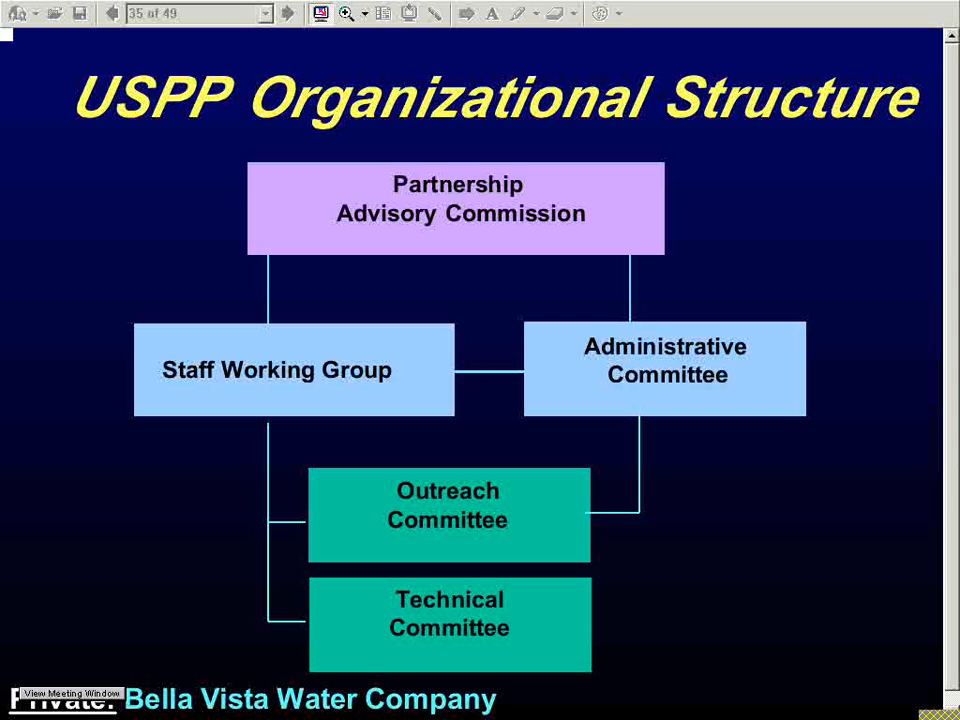 35 of 49
USPP Organizational Structure
Partnership
Advisory Commission
Staff Working Group
Administrative
Committee
Outreach
Committee
Technical
Committee
View Meeting Window
Private: Bella Vista Water Company